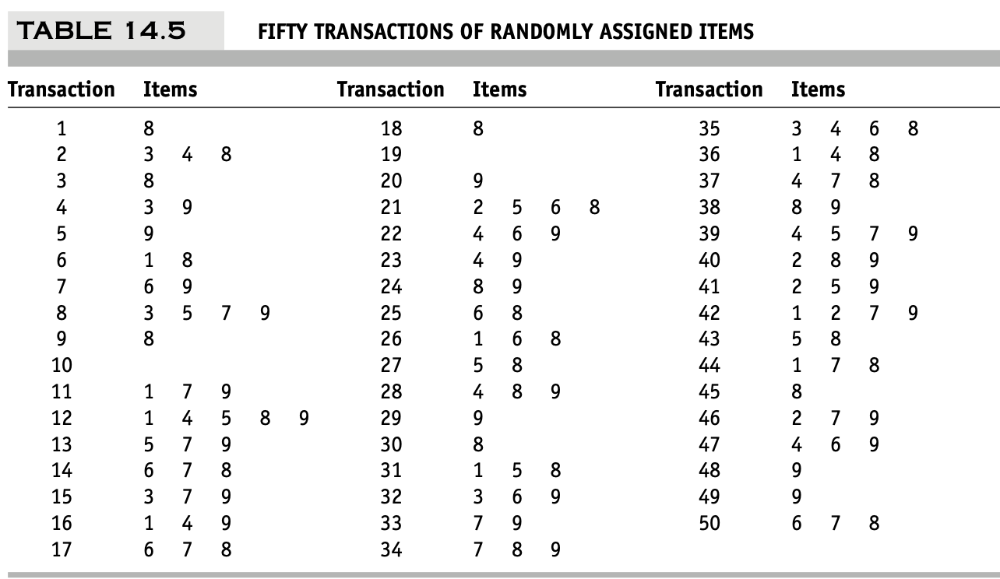 TABLE 14.5 FIFTY TRANSACTIONS OF RANDOMLY ASSIGNED ITEMS
Transaction Items Transaction Items Transaction Items
1 8 18 8 35 3 4 6 8
2 3 4 8 19 36 1 4 8
3 8 20 9 37 4 7 8
4 3 9 21 2 5 6 8 38 8 9
5 9 22 4 6 9 39 4 5 7 9
6 1 8 23 4 9 40 2 8 9
7 6 9 24 8 9 41 2 5 9
8 3 5 7 9 25 6 8 42 1 2 7 9
9 8 26 1 6 8 43 5 8
10 27 5 8 44 1 7 8
11 1 7 9 28 4 8 9 45 8
12 1 4 5 8 9 29 9 46 2 7 9
13 5 7 9 30 8 47 4 6 9
14 6 7 8 31 1 5 8 48 9
15 3 7 9 32 3 6 9 49 9
16 1 4 9 33 7 9 50 6 7 8
17 6 7 8 34 7 8 9